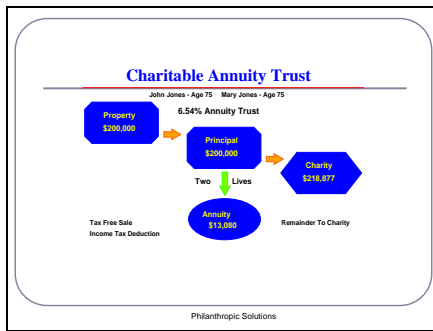 Charitable Annuity Trust
John Jones - Age 75 Mary Jones - Age 75
6.54% Annuity Trust
Property
$200,000
Principal
$200,000
Charity
$218,877
Two Lives
Annuity
$13,080
Tax Free Sale
Income Tax Deduction
Remainder To Charity
Philanthropic Solutions